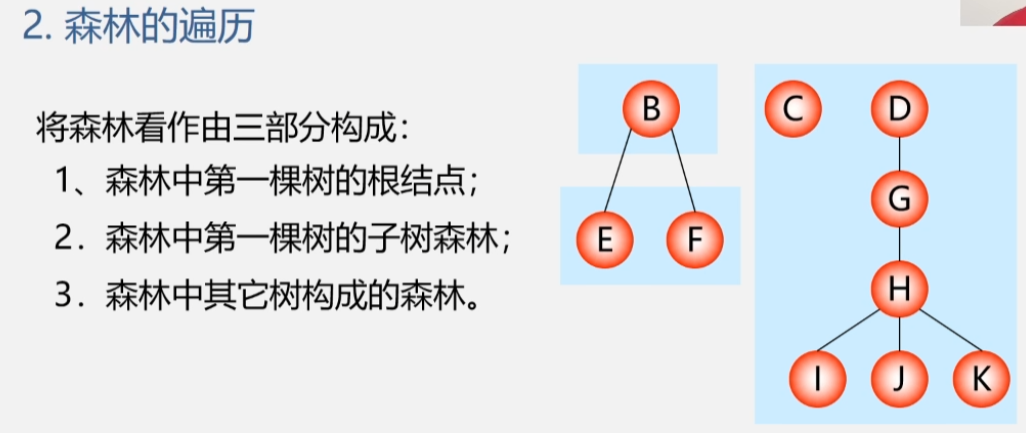 2. 森林的遍历
将森林看作由三部分构成：
1、森林中第一棵树的根结点；
2．森林中第一棵树的子树森林；
3．森林中其它树构成的森林。
B
C
D
G
E
F
H
I
J
K